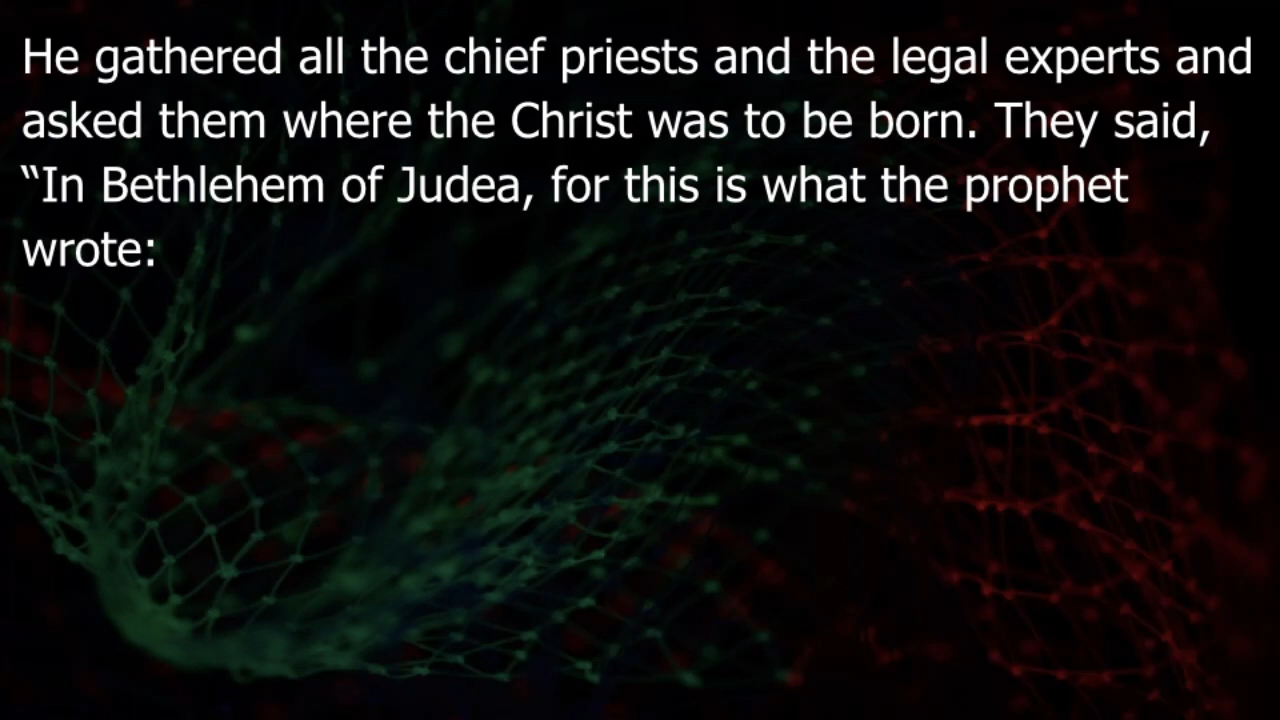 He gathered all the chief priests and the legal experts and
asked them where the Christ was to be born. They said,
“In Bethlehem of Judea, for this is what the prophet
wrote: